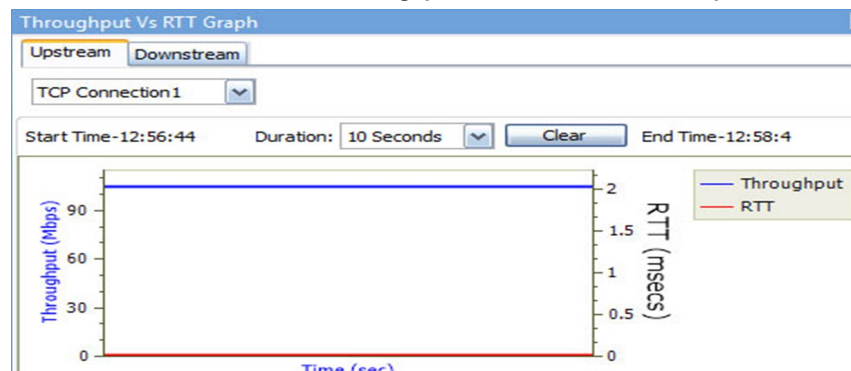 Throughput Vs RTT Graph
Upstream Downstream
TCP Connection1
Start Time-12:56:44 Duration: 10 Seconds Clear End Time-12:58:4
Throughput
RTT
Throughput (Mbps)
90
60
30
0
2
1.5
1
0.5
0
RTT (msecs)
Time (sec)